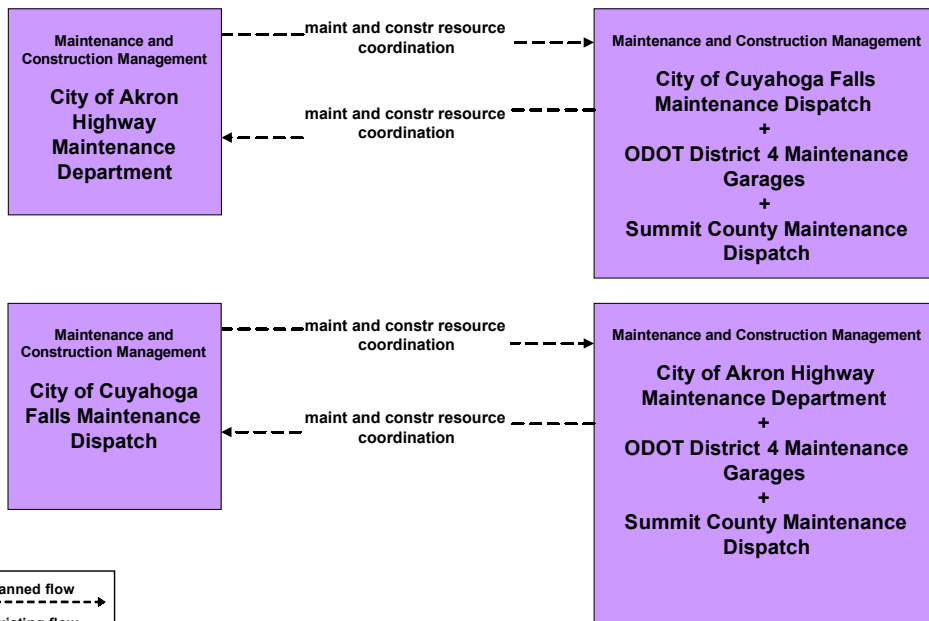 Maintenance and
Construction Management
City of Akron
Highway
Maintenance
Department
maint and constr resource
coordination
maint and constr resource
coordination
Maintenance and Construction Management
City of Cuyahoga Falls
Maintenance Dispatch
+
ODOT District 4 Maintenance
Garages
+
Summit County Maintenance
Dispatch
Maintenance and
Construction Management
City of Cuyahoga
Falls Maintenance
Dispatch
maint and constr resource
coordination
maint and constr resource
coordination
Maintenance and Construction Management
City of Akron Highway
Maintenance Department
+
ODOT District 4 Maintenance
Garages
+
Summit County Maintenance
Dispatch
anned flow
flow